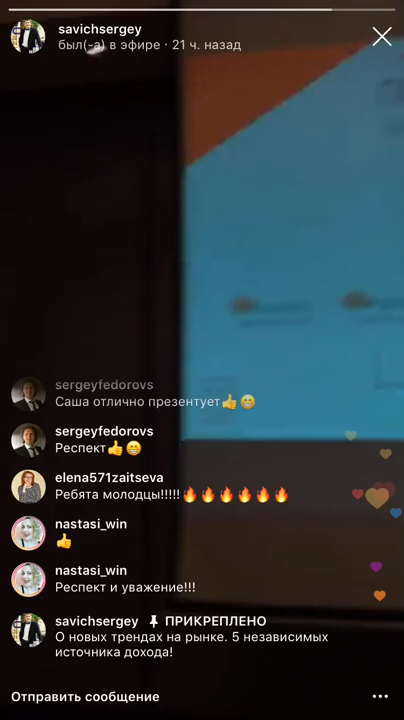 savichsergey
был(-а) в эфире · 21 ч. назад
sergeyfedorovs
Саша отлично презентует👍😁
sergeyfedorovs
Респект👍😁
elena571zaitseva
Ребята молодцы!!!!!🔥🔥🔥🔥🔥🔥
nastasi_win
👍
nastasi_win
Респект и уважение!!!
savichsergey ПРИКРЕПЛЕНО
О новых трендах на рынке. 5 независимых
источника дохода!
Отправить сообщение